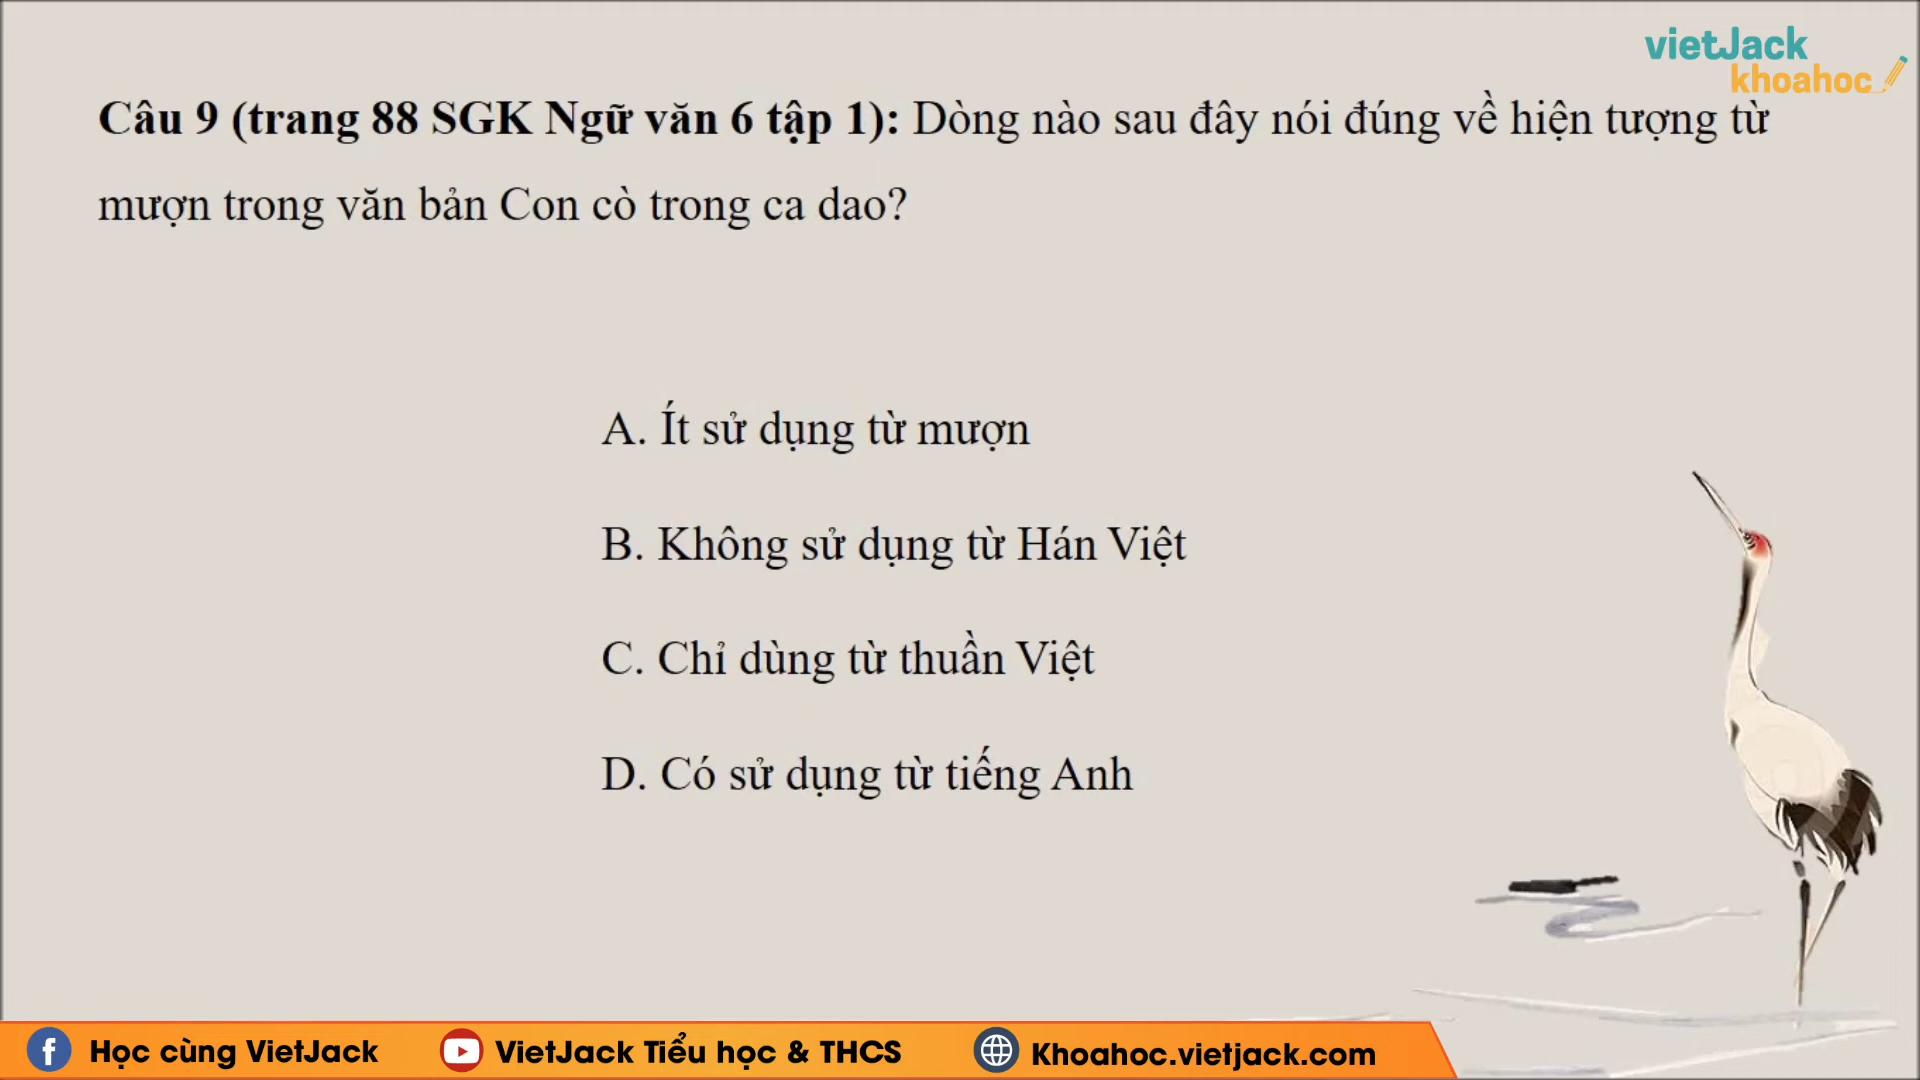 vietJack
khoahoc
Câu 9 (trang 88 SGK Ngữ văn 6 tập 1): Dòng nào sau đây nói đúng về hiện tượng từ
mượn trong văn bản Con cò trong ca dao?
A. Ít sử dụng từ mượn
B. Không sử dụng từ Hán Việt
C. Chỉ dùng từ thuần Việt
D. Có sử dụng từ tiếng Anh
Học cùng VietJack
VietJack Tiểu học & THCS
Khoahoc.vietjack.com